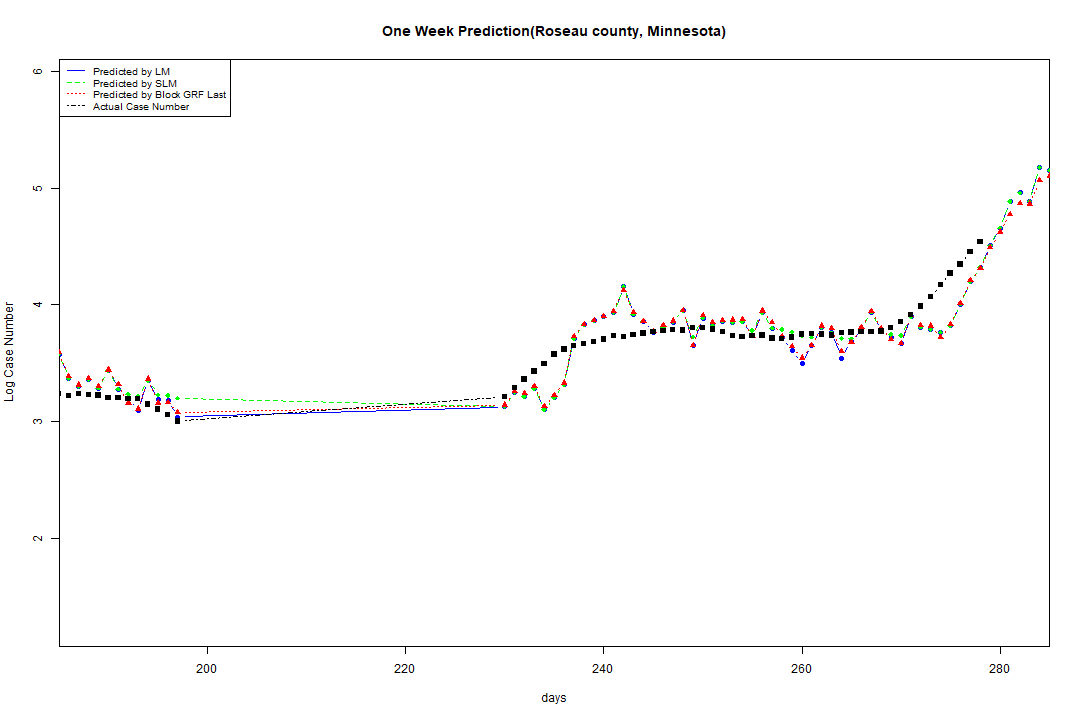 One Week Prediction(Roseau county, Minnesota)
Predicted by LM
Predicted by SLM
Predicted by Block GRF Last
Actual Case Number
6
5
4
3
2
Log Case Number
200 220 240 260 280
days